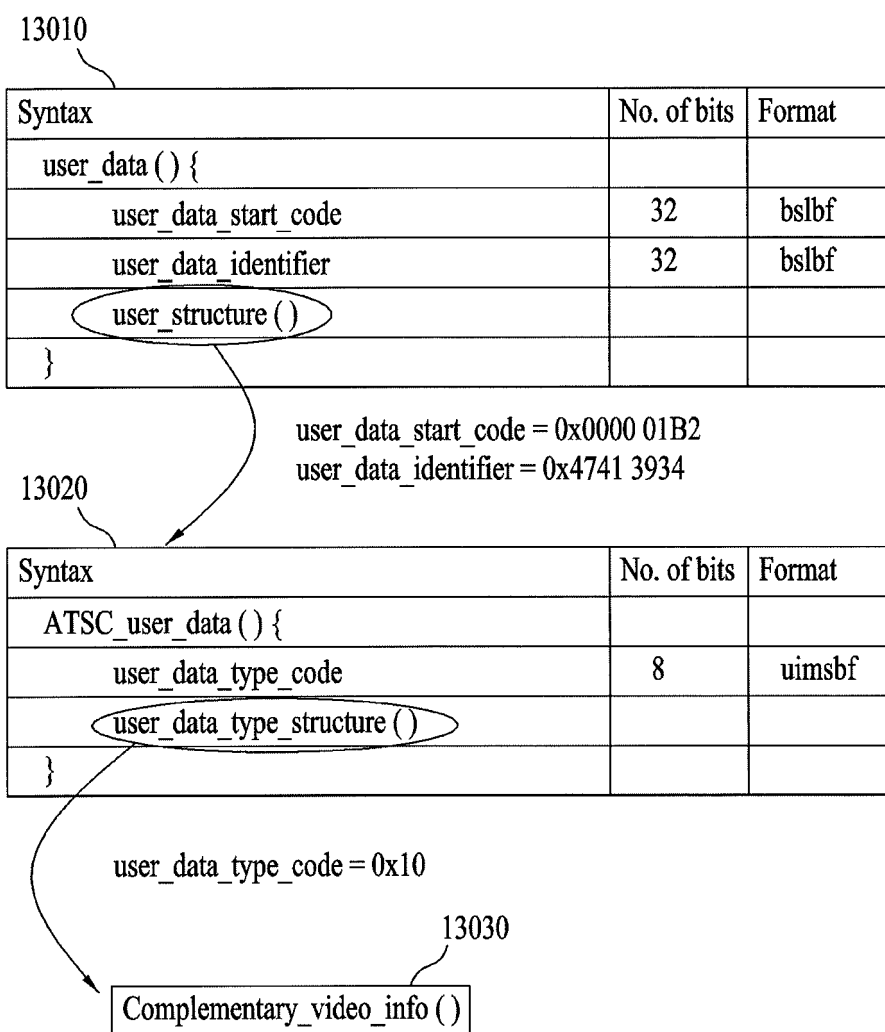 13010
Syntax No. of bits Format
user_data ( ) {
user_data_start_code 32 bslbf
user_data_identifier 32 bslbf
user_structure ( )
}
user_data_start_code = 0x0000 01B2
user_data_identifier = 0x4741 3934
13020
Syntax No. of bits Format
ATSC_user_data ( ) {
user_data_type_code 8 uimsbf
user_data_type_structure ( )
}
user_data_type_code = 0x10
13030
Complementary_video_info ( )